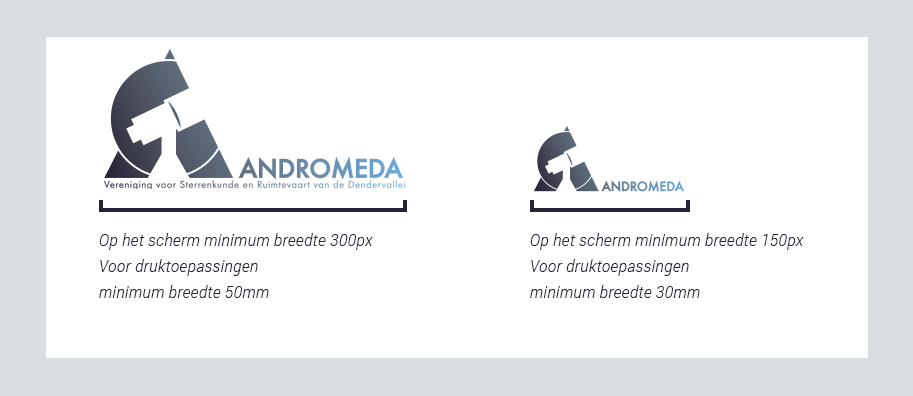 ANDROMEDA
Vereniging voor Sterrenkunde en Ruimtevaart van de Dendervallei
Op het scherm minimum breedte 300px
Voor druktoepassingen
minimum breedte 50mm
ANDROMEDA
Op het scherm minimum breedte 150px
Voor druktoepassingen
minimum breedte 30mm